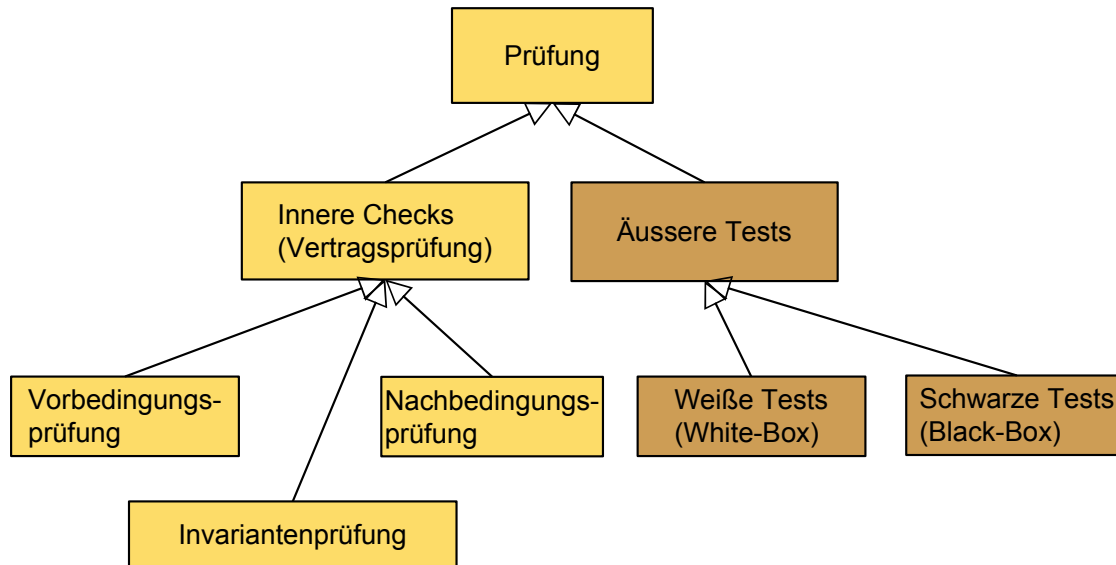 Prüfung
Innere Checks
(Vertragsprüfung)
Äussere Tests
Vorbedingungs-
prüfung
Nachbedingungs-
prüfung
Weiße Tests
(White-Box)
Schwarze Tests
(Black-Box)
Invariantenprüfung